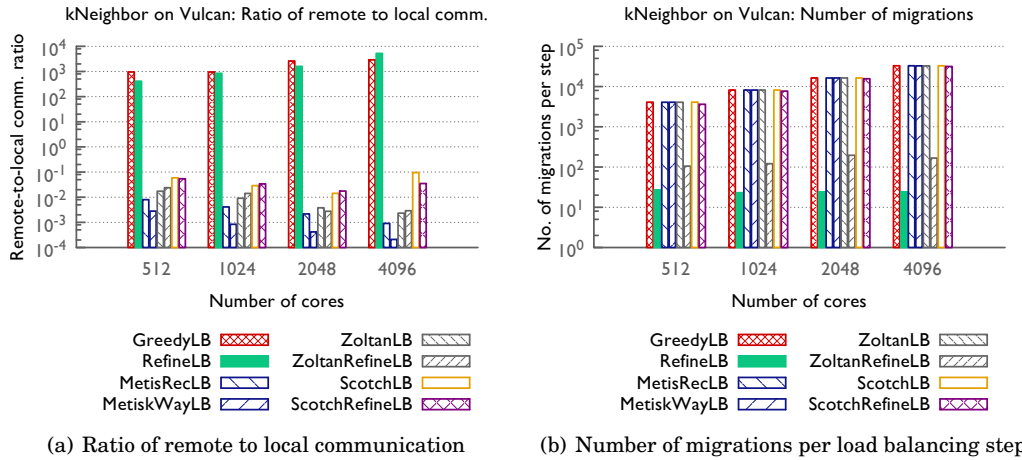 kNeighbor on Vulcan: Ratio of remote to local comm.
Remote-to-local comm. ratio
10^4
10^3
10^2
10^1
10^0
10^-1
10^-2
10^-3
10^-4
512 1024 2048 4096
Number of cores
GreedyLB ZoltanLB
RefineLB ZoltanRefineLB
MetisRecLB ScotchLB
MetiskWayLB ScotchRefineLB
(a) Ratio of remote to local communication
kNeighbor on Vulcan: Number of migrations
No. of migrations per step
10^5
10^4
10^3
10^2
10^1
10^0
512 1024 2048 4096
Number of cores
GreedyLB ZoltanLB
RefineLB ZoltanRefineLB
MetisRecLB ScotchLB
MetiskWayLB ScotchRefineLB
(b) Number of migrations per load balancing step